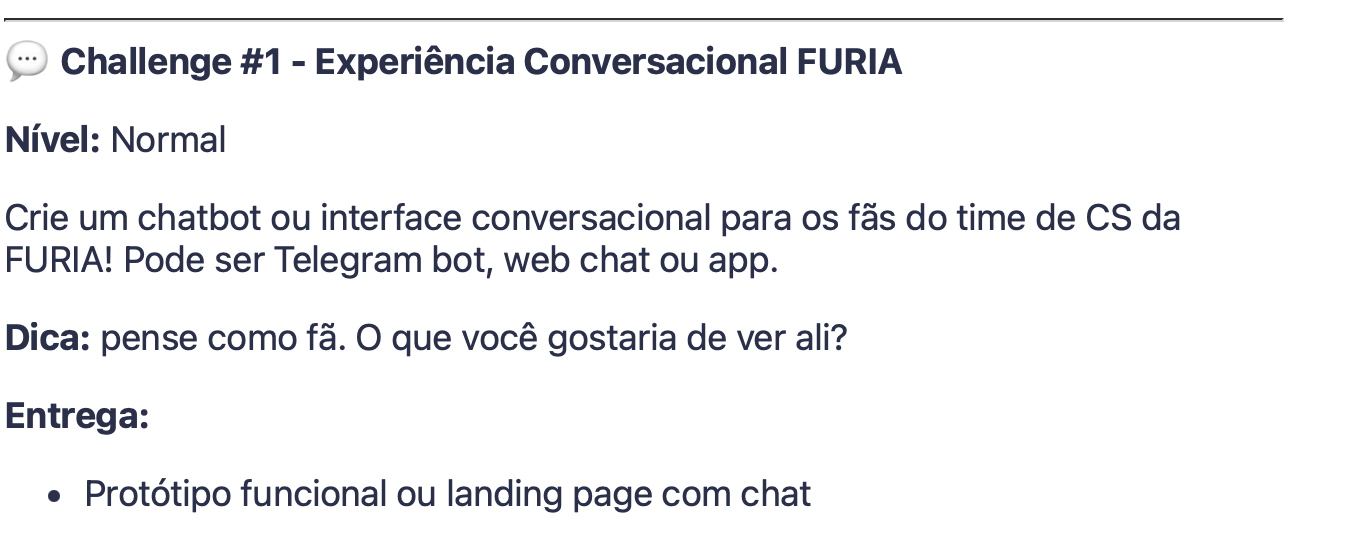 💬 Challenge #1 - Experiência Conversacional FURIA
Nível: Normal
Crie um chatbot ou interface conversacional para os fãs do time de CS da
FURIA! Pode ser Telegram bot, web chat ou app.
Dica: pense como fã. O que você gostaria de ver ali?
Entrega:
• Protótipo funcional ou landing page com chat